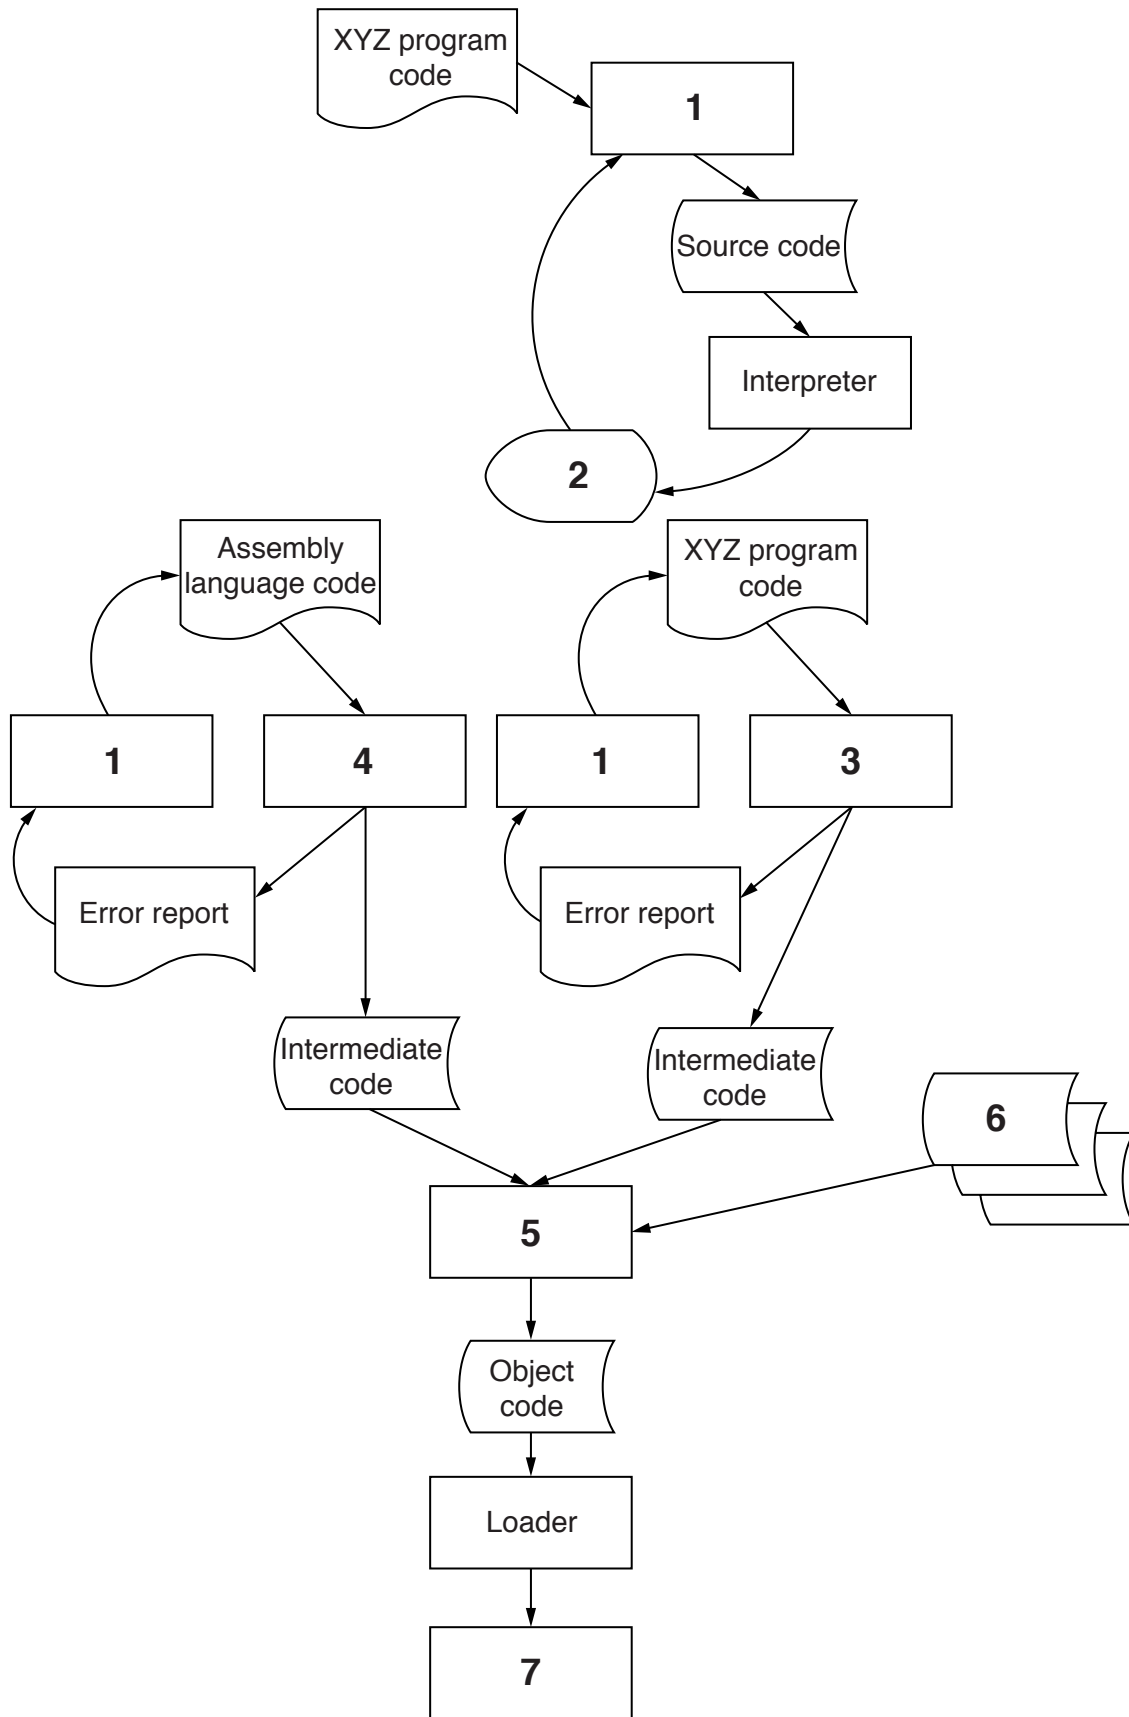 XYZ program
code
1
Source code
Interpreter
2
Assembly
language code
XYZ program
code
1
4
1
3
Error report
Error report
Intermediate
code
Intermediate
code
6
5
Object
code
Loader
7